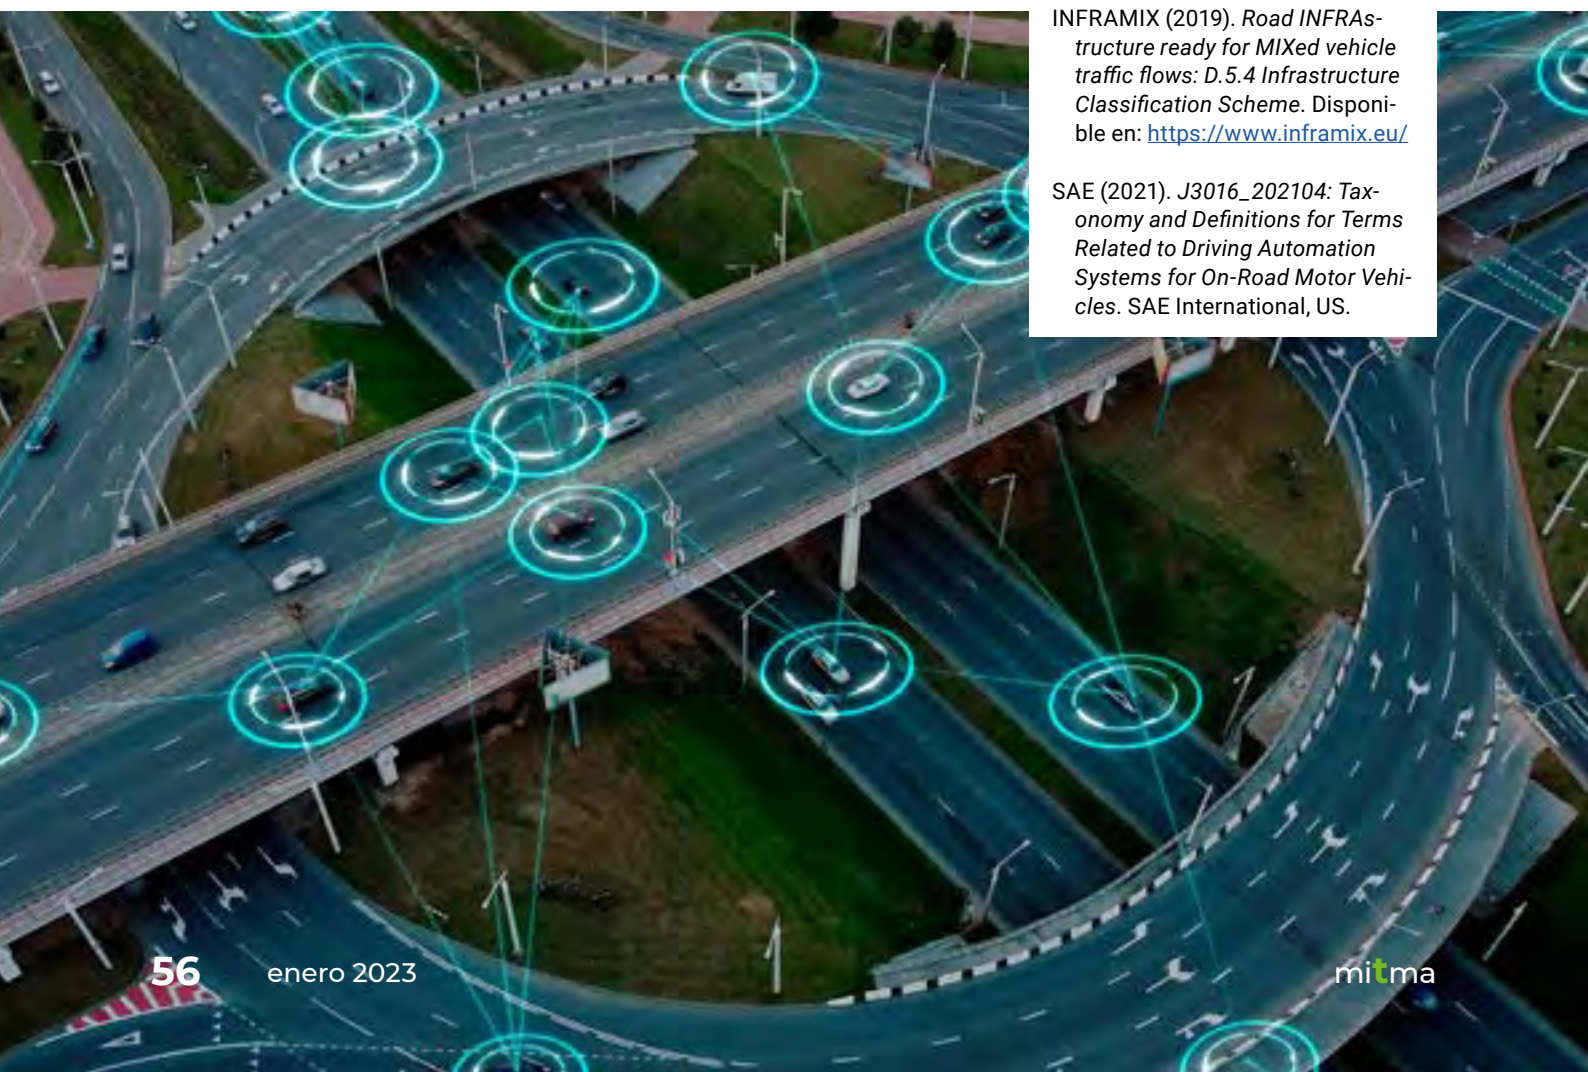 INFRAMIX (2019). Road INFRAs-
tructure ready for MIXed vehicle
traffic flows: D.5.4 Infrastructure
Classification Scheme. Disponi-
ble en: https://www.inframix.eu/
SAE (2021). J3016_202104: Tax-
onomy and Definitions for Terms
Related to Driving Automation
Systems for On-Road Motor Vehi-
cles. SAE International, US.
56 enero 2023
mitma